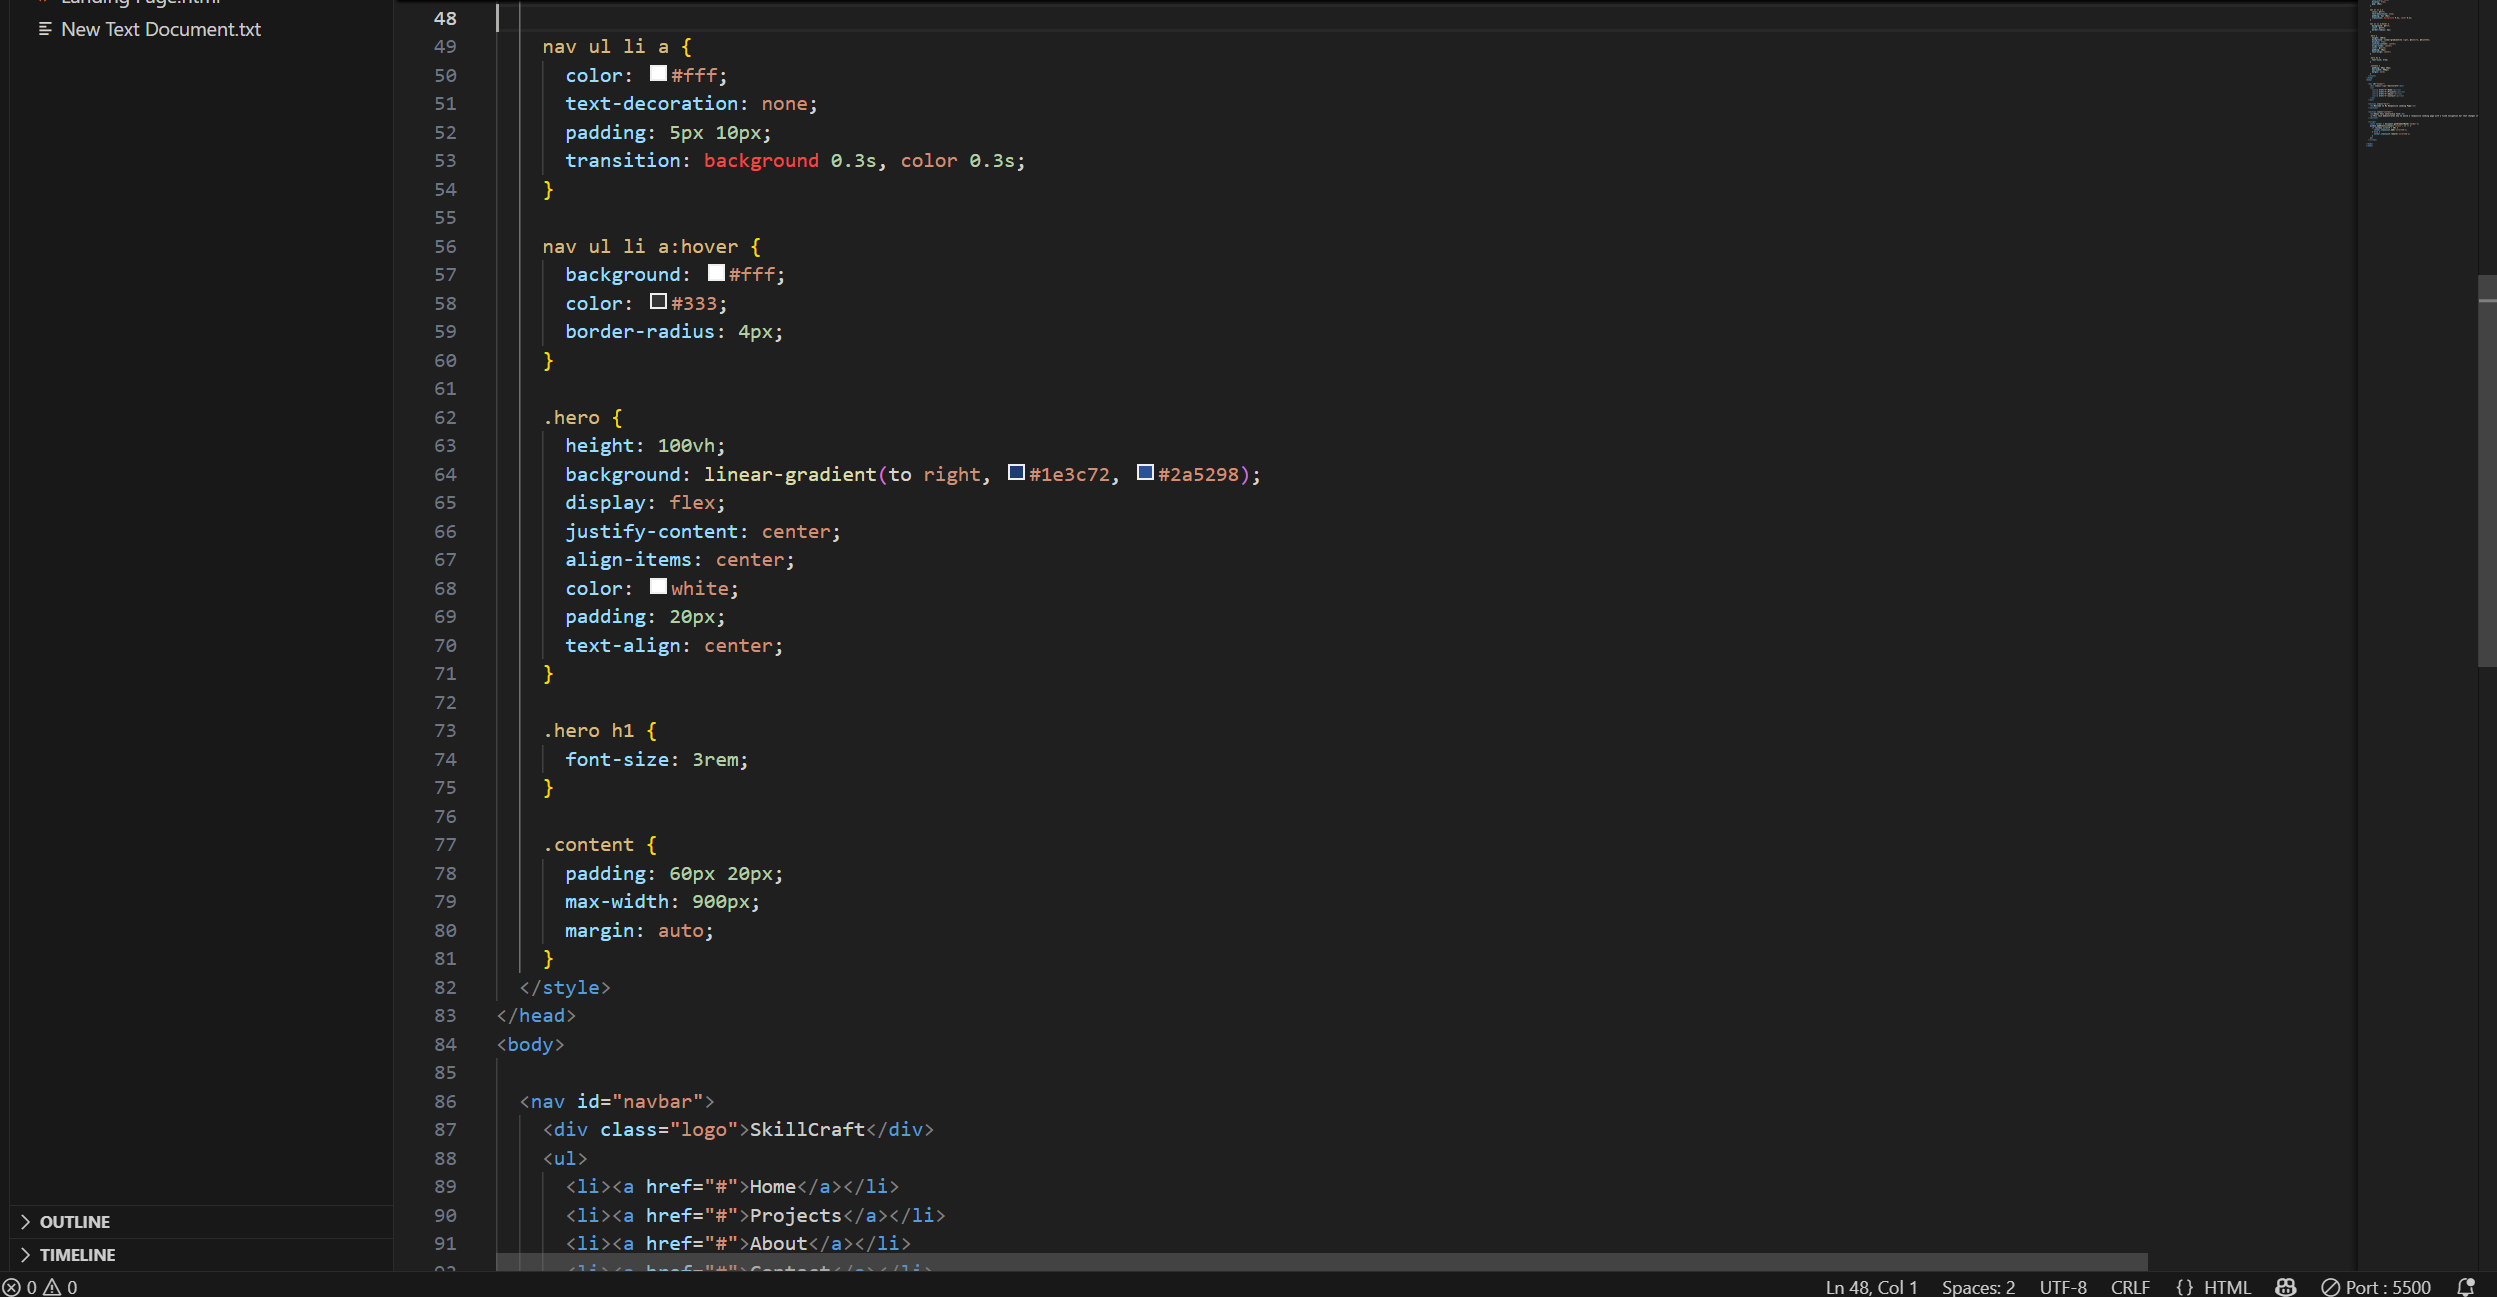 Landing Page.html
New Text Document.txt
48
49 nav ul li a {
50 color: #fff;
51 text-decoration: none;
52 padding: 5px 10px;
53 transition: background 0.3s, color 0.3s;
54 }
55
56 nav ul li a:hover {
57 background: #fff;
58 color: #333;
59 border-radius: 4px;
60 }
61
62 .hero {
63 height: 100vh;
64 background: linear-gradient(to right, #1e3c72, #2a5298);
65 display: flex;
66 justify-content: center;
67 align-items: center;
68 color: white;
69 padding: 20px;
70 text-align: center;
71 }
72
73 .hero h1 {
74 font-size: 3rem;
75 }
76
77 .content {
78 padding: 60px 20px;
79 max-width: 900px;
80 margin: auto;
81 }
82 </style>
83 </head>
84 <body>
85
86 <nav id="navbar">
87 <div class="logo">SkillCraft</div>
88 <ul>
89 <li><a href="#">Home</a></li>
90 <li><a href="#">Projects</a></li>
91 <li><a href="#">About</a></li>
92 <li><a href="#">Contact</a></li>
OUTLINE
TIMELINE
0 0 Ln 48, Col 1 Spaces: 2 UTF-8 CRLF {} HTML Port : 5500